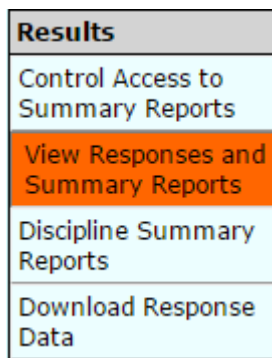 Results
Control Access to
Summary Reports
View Responses and
Summary Reports
Discipline Summary
Reports
Download Response
Data